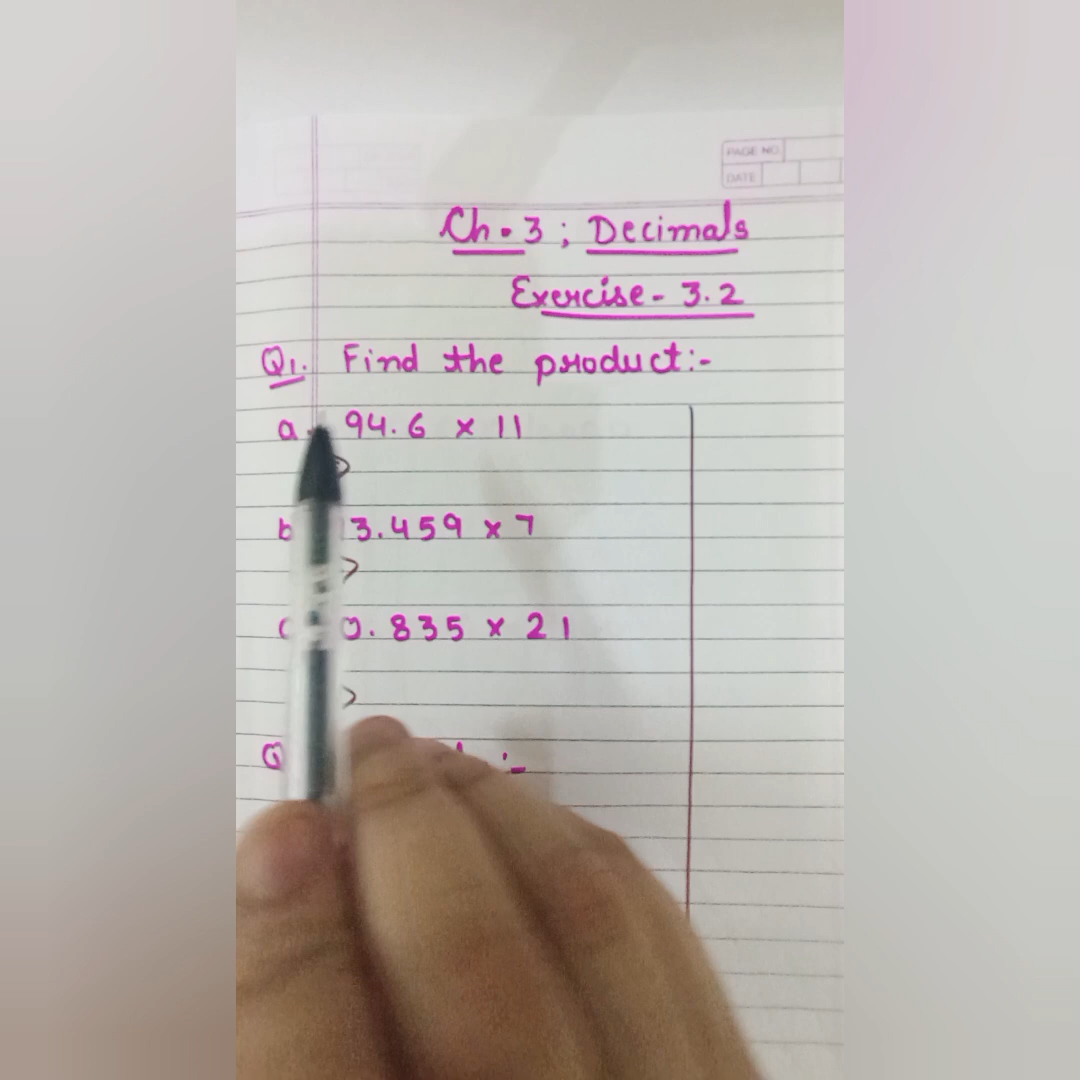 PAGE NO.
DATE
Ch - 3 ; Decimals
Exercise - 3.2
Q1. Find the product:-
a 94.6 x 11
b 3.459 x 7
0.835 x 21
Q :-